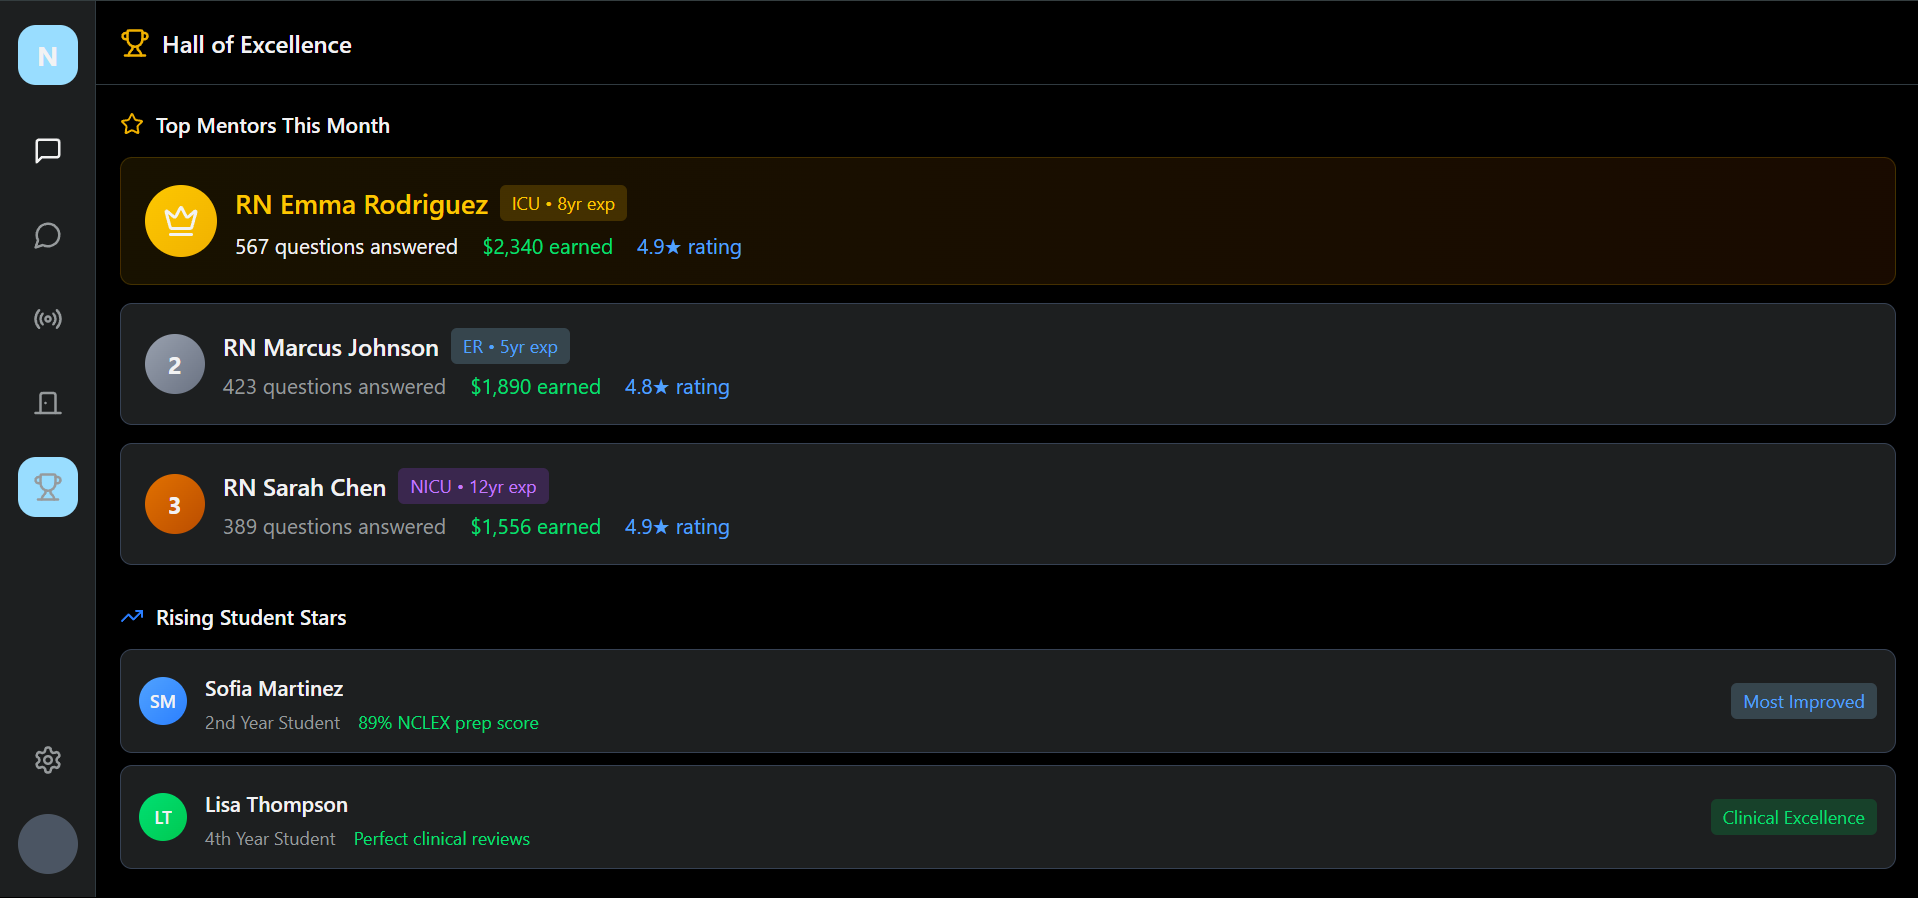 N
Hall of Excellence
Top Mentors This Month
RN Emma Rodriguez ICU • 8yr exp
567 questions answered $2,340 earned 4.9★ rating
2
RN Marcus Johnson ER • 5yr exp
423 questions answered $1,890 earned 4.8★ rating
3
RN Sarah Chen NICU • 12yr exp
389 questions answered $1,556 earned 4.9★ rating
Rising Student Stars
SM
Sofia Martinez
2nd Year Student 89% NCLEX prep score
Most Improved
LT
Lisa Thompson
4th Year Student Perfect clinical reviews
Clinical Excellence